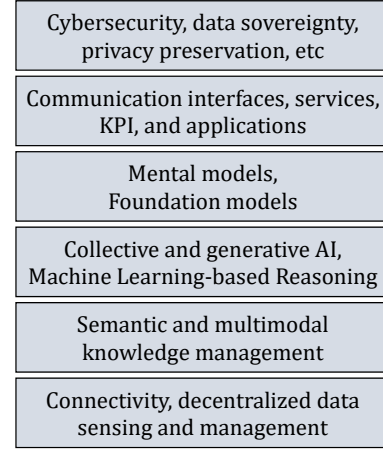 Cybersecurity, data sovereignty,
privacy preservation, etc
Communication interfaces, services,
KPI, and applications
Mental models,
Foundation models
Collective and generative AI,
Machine Learning-based Reasoning
Semantic and multimodal
knowledge management
Connectivity, decentralized data
sensing and management